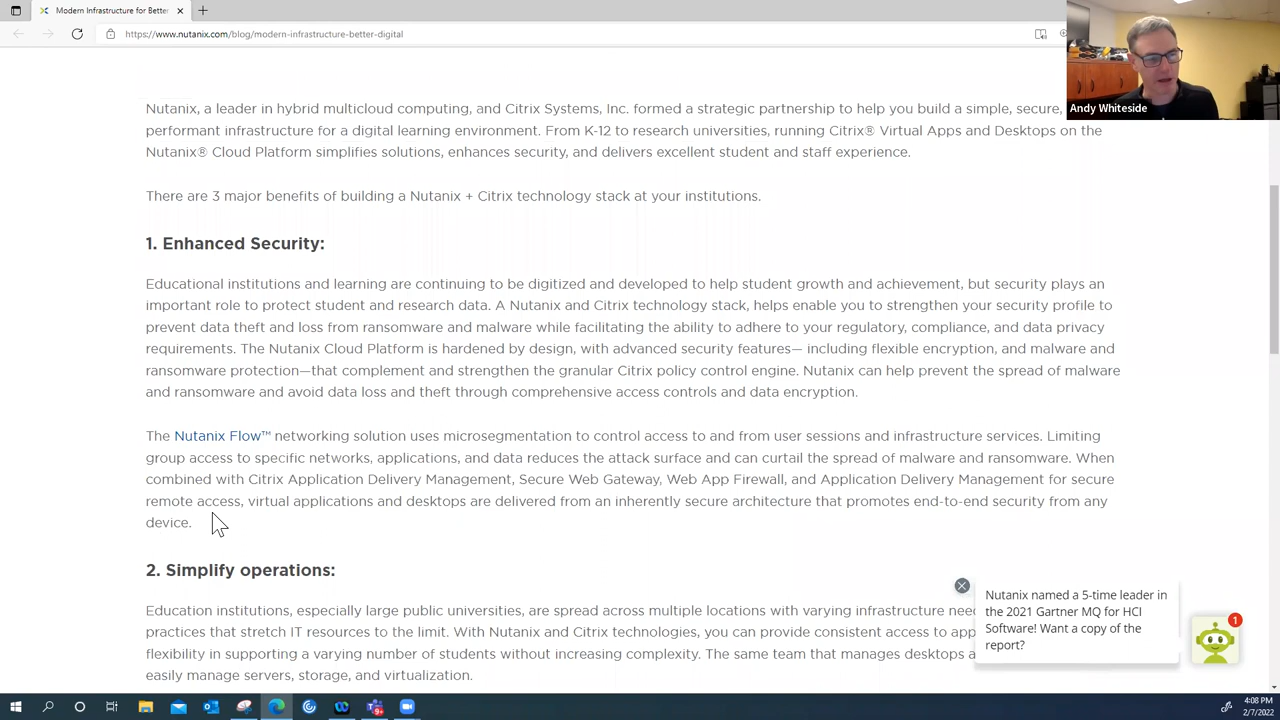 Modern Infrastructure for Better
https://www.nutanix.com/blog/modern-infrastructure-better-digital
Andy Whiteside
Nutanix, a leader in hybrid multicloud computing, and Citrix Systems, Inc. formed a strategic partnership to help you build a simple, secure,
performant infrastructure for a digital learning environment. From K-12 to research universities, running Citrix® Virtual Apps and Desktops on the
Nutanix® Cloud Platform simplifies solutions, enhances security, and delivers excellent student and staff experience.
There are 3 major benefits of building a Nutanix + Citrix technology stack at your institutions.
1. Enhanced Security:
Educational institutions and learning are continuing to be digitized and developed to help student growth and achievement, but security plays an
important role to protect student and research data. A Nutanix and Citrix technology stack, helps enable you to strengthen your security profile to
prevent data theft and loss from ransomware and malware while facilitating the ability to adhere to your regulatory, compliance, and data privacy
requirements. The Nutanix Cloud Platform is hardened by design, with advanced security features— including flexible encryption, and malware and
ransomware protection—that complement and strengthen the granular Citrix policy control engine. Nutanix can help prevent the spread of malware
and ransomware and avoid data loss and theft through comprehensive access controls and data encryption.
The Nutanix Flow™ networking solution uses microsegmentation to control access to and from user sessions and infrastructure services. Limiting
group access to specific networks, applications, and data reduces the attack surface and can curtail the spread of malware and ransomware. When
combined with Citrix Application Delivery Management, Secure Web Gateway, Web App Firewall, and Application Delivery Management for secure
remote access, virtual applications and desktops are delivered from an inherently secure architecture that promotes end-to-end security from any
device.
2. Simplify operations:
Education institutions, especially large public universities, are spread across multiple locations with varying infrastructure
practices that stretch IT resources to the limit. With Nutanix and Citrix technologies, you can provide consistent access to
flexibility in supporting a varying number of students without increasing complexity. The same team that manages desktops
easily manage servers, storage, and virtualization.
Nutanix named a 5-time leader in
the 2021 Gartner MQ for HCI
Software! Want a copy of the
report?
1
9+
4:08 PM
2/7/2022